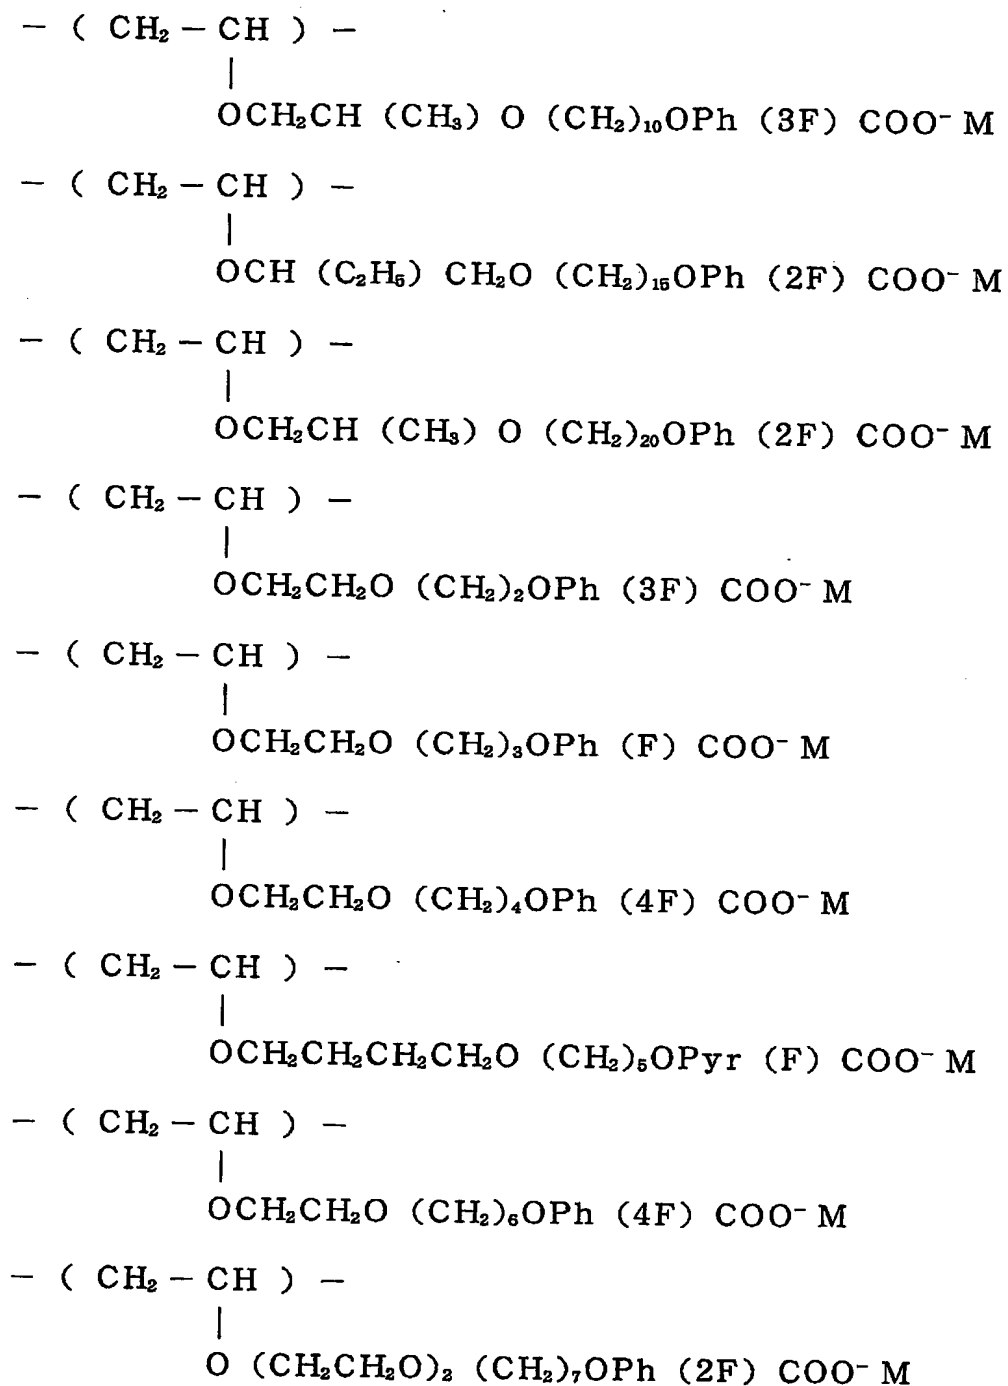 − ( CH₂ − CH ) −
|
OCH₂CH (CH₃) O (CH₂)₁₀OPh (3F) COO⁻ M
− ( CH₂ − CH ) −
|
OCH (C₂H₅) CH₂O (CH₂)₁₅OPh (2F) COO⁻ M
− ( CH₂ − CH ) −
|
OCH₂CH (CH₃) O (CH₂)₂₀OPh (2F) COO⁻ M
− ( CH₂ − CH ) −
|
OCH₂CH₂O (CH₂)₂OPh (3F) COO⁻ M
− ( CH₂ − CH ) −
|
OCH₂CH₂O (CH₂)₃OPh (F) COO⁻ M
− ( CH₂ − CH ) −
|
OCH₂CH₂O (CH₂)₄OPh (4F) COO⁻ M
− ( CH₂ − CH ) −
|
OCH₂CH₂CH₂CH₂O (CH₂)₅OPyr (F) COO⁻ M
− ( CH₂ − CH ) −
|
OCH₂CH₂O (CH₂)₆OPh (4F) COO⁻ M
− ( CH₂ − CH ) −
|
O (CH₂CH₂O)₂ (CH₂)₇OPh (2F) COO⁻ M